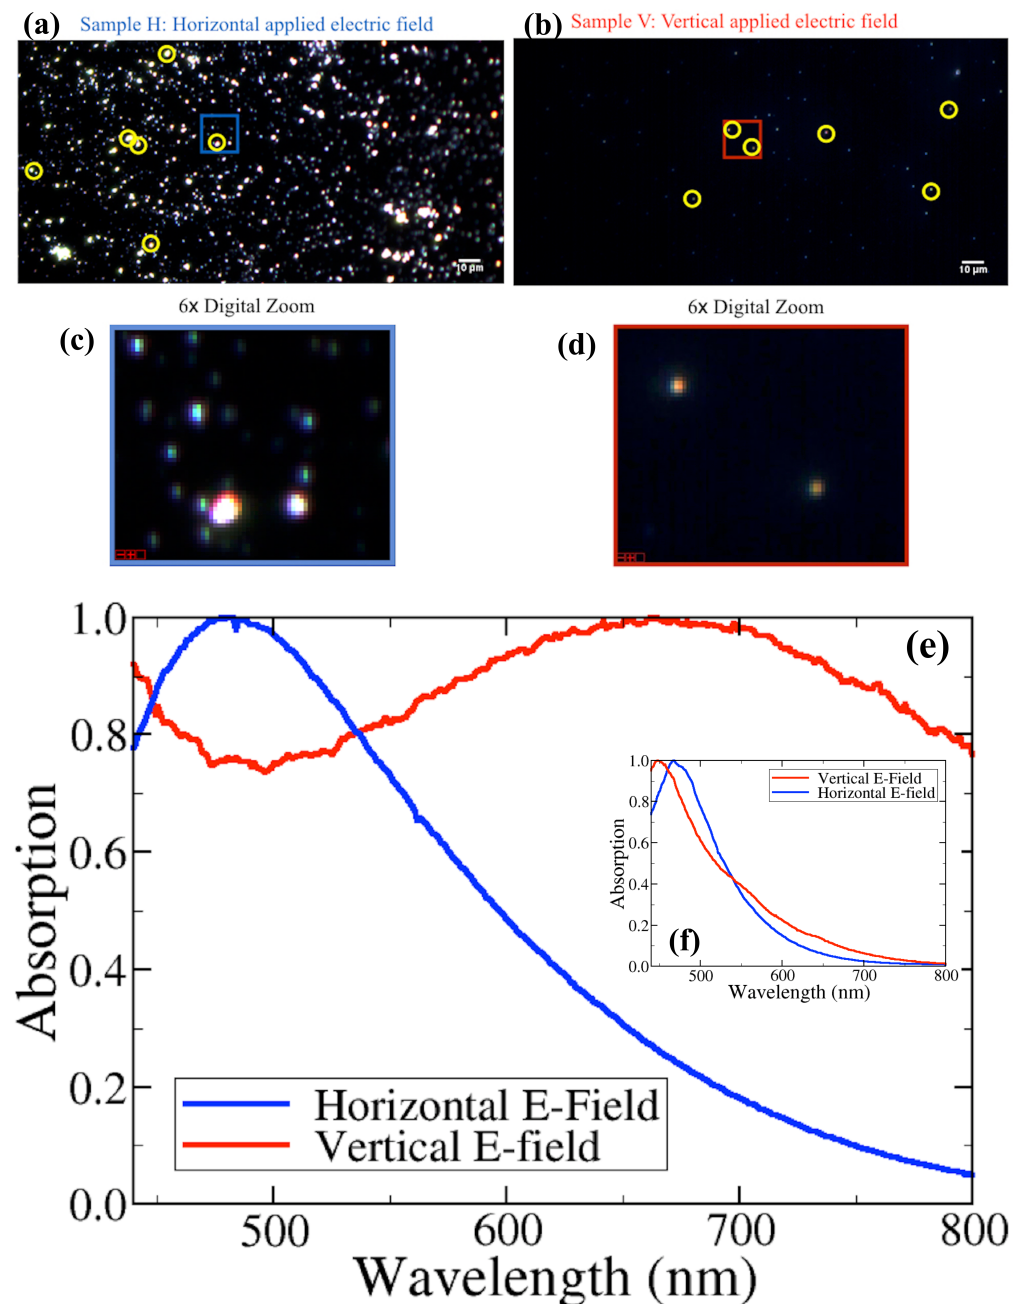 (a) Sample H: Horizontal applied electric field
(b) Sample V: Vertical applied electric field
10 μm
10 μm
6x Digital Zoom
6x Digital Zoom
(c)
(d)
(e)
1.0
0.8
0.6
0.4
0.2
0.0
Absorption
500 600 700 800
Wavelength (nm)
Horizontal E-Field
Vertical E-field
(f)
1.0
0.8
0.6
0.4
0.2
0.0
Absorption
500 600 700 800
Wavelength (nm)
Vertical E-Field
Horizontal E-field